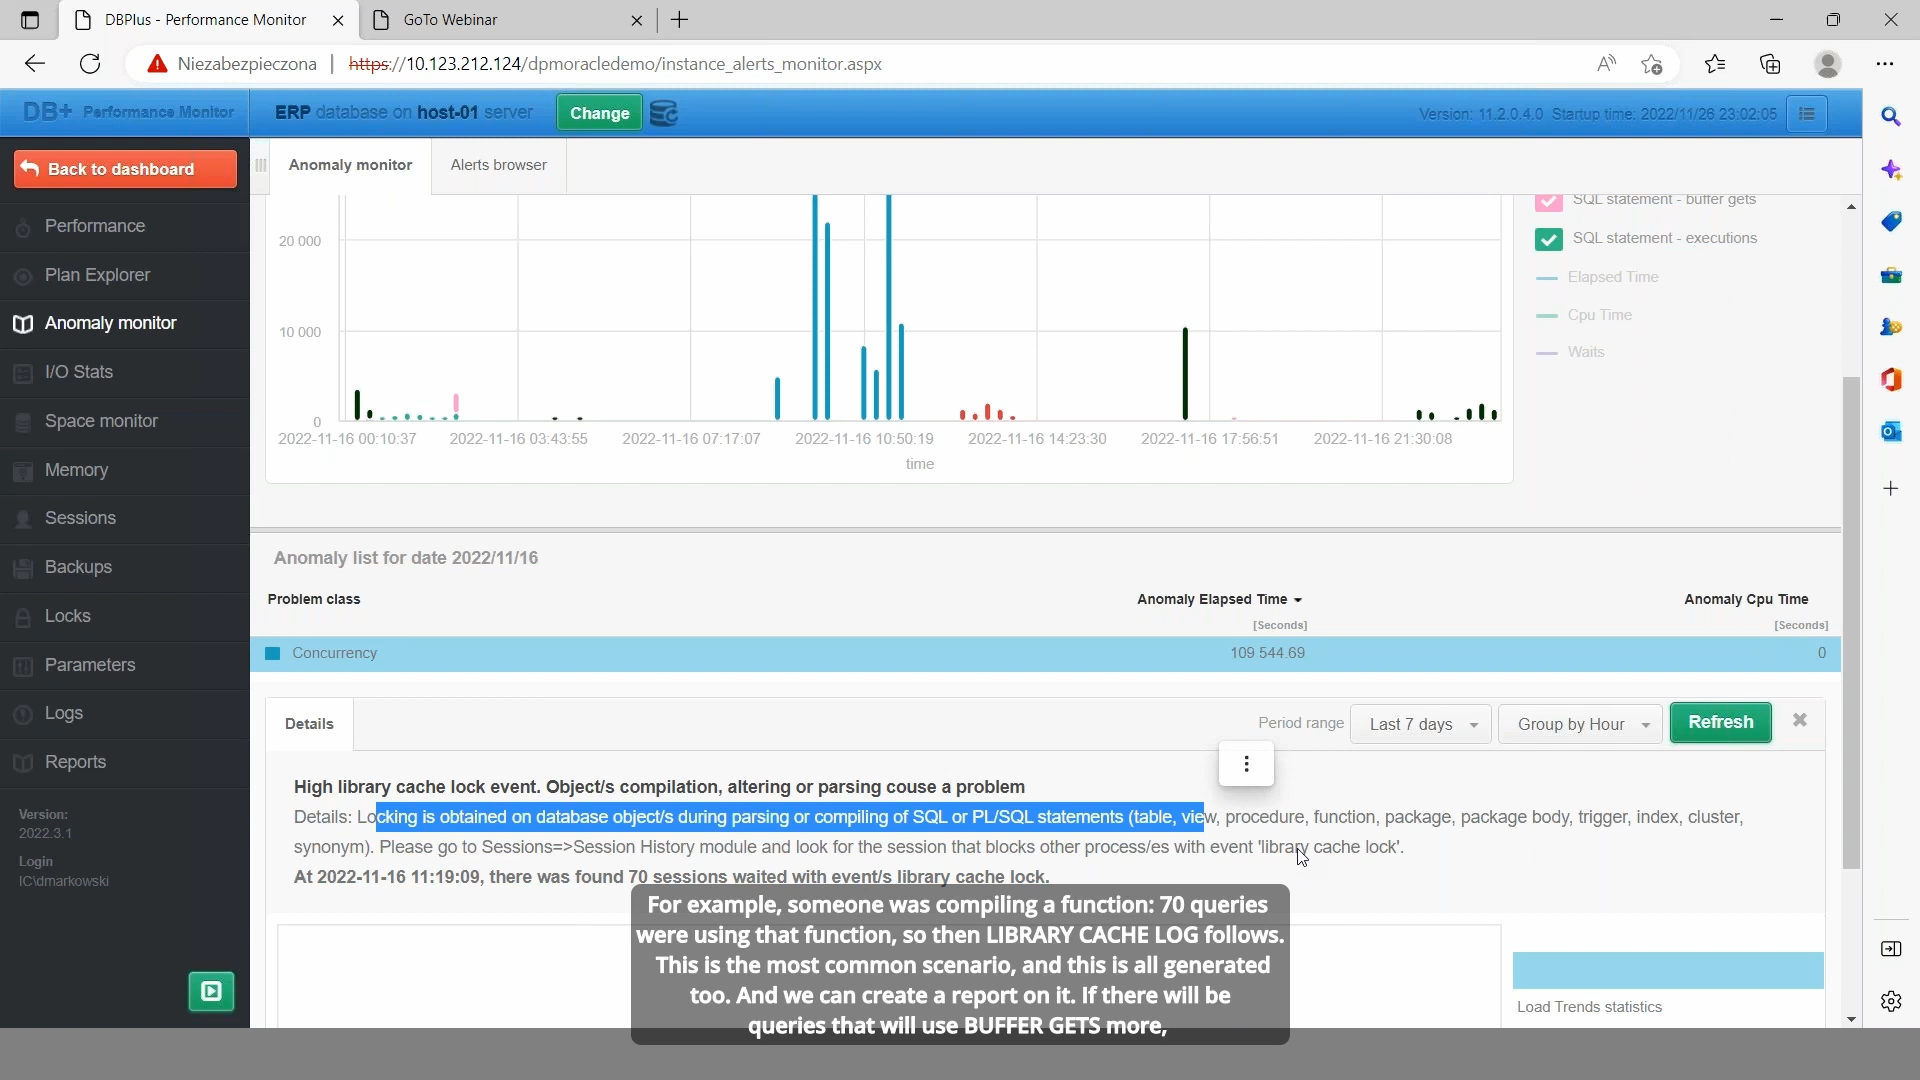 DBPlus - Performance Monitor
GoTo Webinar
Niezabezpieczona
https://10.123.212.124/dpmoracledemo/instance_alerts_monitor.aspx
DB+ Performance Monitor
ERP database on host-01 server
Change
Version: 11.2.0.4.0 Startup time: 2022/11/26 23:02:05
Back to dashboard
Anomaly monitor
Alerts browser
Performance
Plan Explorer
Anomaly monitor
I/O Stats
Space monitor
Memory
Sessions
Backups
Locks
Parameters
Logs
Reports
Version:
2022.3.1
Login
IC\dmarkowski
20 000
10 000
0
2022-11-16 00:10:37
2022-11-16 03:43:55
2022-11-16 07:17:07
2022-11-16 10:50:19
2022-11-16 14:23:30
2022-11-16 17:56:51
2022-11-16 21:30:08
time
SQL statement - buffer gets
SQL statement - executions
Elapsed Time
Cpu Time
Waits
Anomaly list for date 2022/11/16
Problem class
Anomaly Elapsed Time
[Seconds]
Anomaly Cpu Time
[Seconds]
Concurrency
109 544.69
0
Details
Period range
Last 7 days
Group by Hour
Refresh
High library cache lock event. Object/s compilation, altering or parsing couse a problem
Details: Locking is obtained on database object/s during parsing or compiling of SQL or PL/SQL statements (table, view, procedure, function, package, package body, trigger, index, cluster,
synonym). Please go to Sessions=>Session History module and look for the session that blocks other process/es with event 'library cache lock'.
At 2022-11-16 11:19:09, there was found 70 sessions waited with event/s library cache lock.
For example, someone was compiling a function: 70 queries
were using that function, so then LIBRARY CACHE LOG follows.
This is the most common scenario, and this is all generated
too. And we can create a report on it. If there will be
queries that will use BUFFER GETS more,
Load Trends statistics